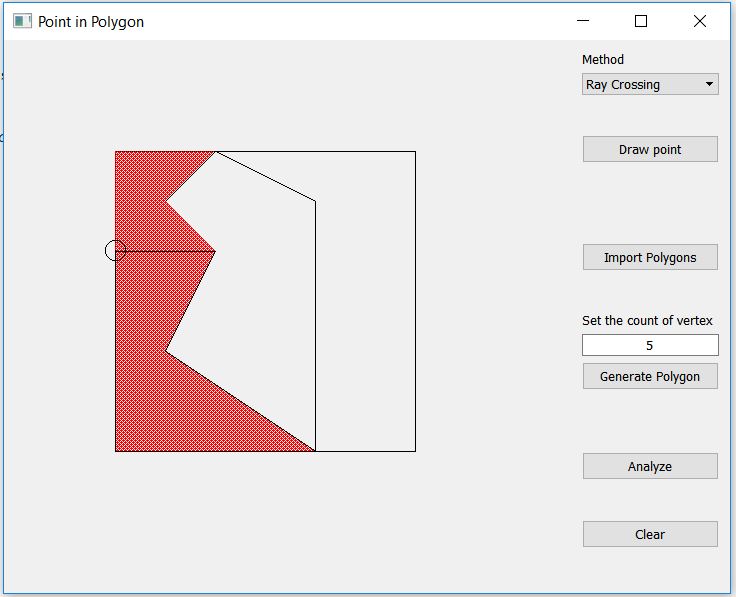 Point in Polygon
Method
Ray Crossing
Draw point
Import Polygons
Set the count of vertex
5
Generate Polygon
Analyze
Clear